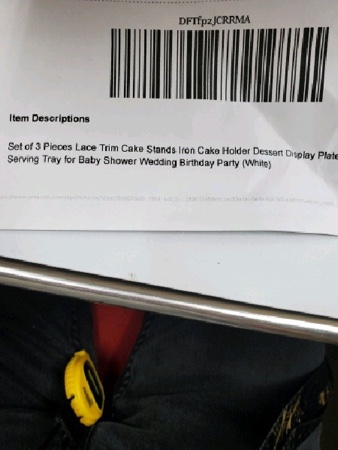 DFTfpzJCRRMA
Item Descriptions
Set of 3 Pieces Lace Trim Cake Stands Iron Cake Holder Dessert Display Plate
Serving Tray for Baby Shower Wedding Birthday Party (White)